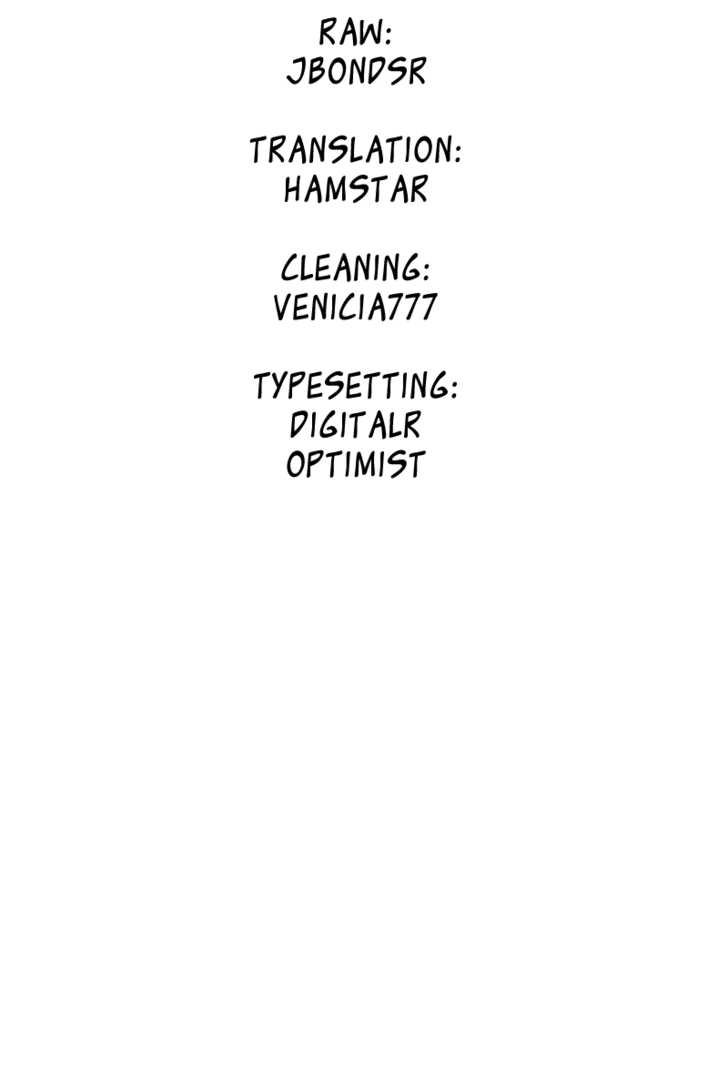 RAW:
JBONDSR
TRANSLATION:
HAMSTAR
CLEANING:
VENICIA777
TYPESETTING:
DIGITALR
OPTIMIST